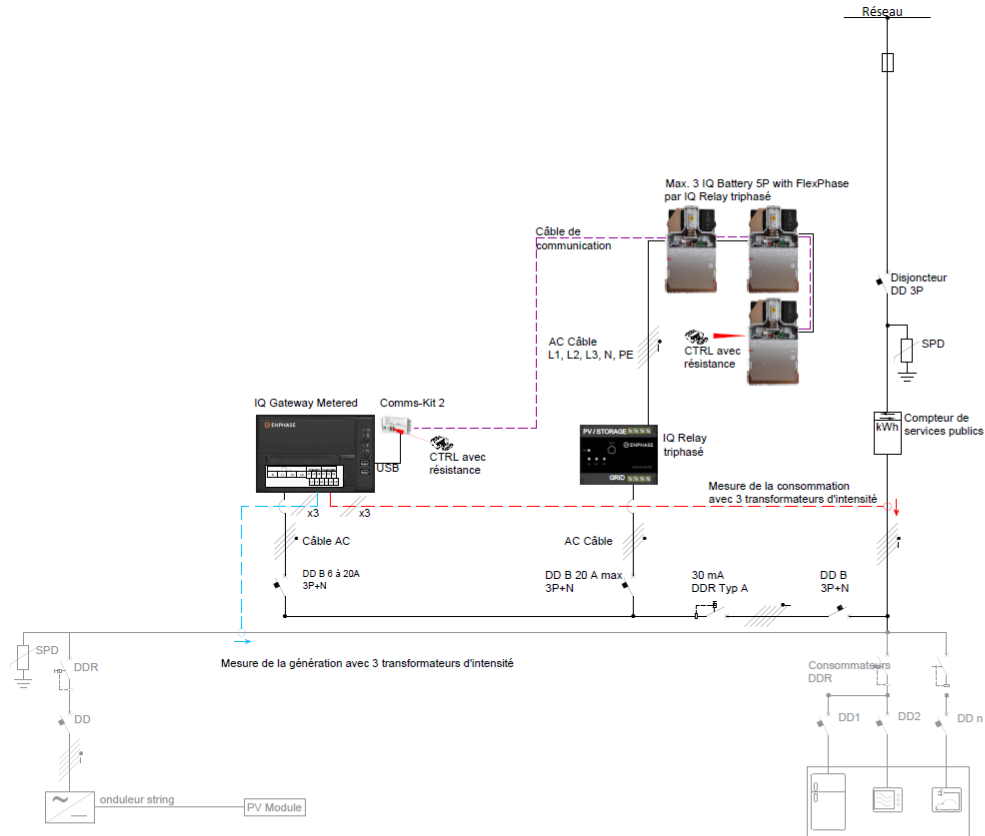 Réseau
Max. 3 IQ Battery 5P with FlexPhase
par IQ Relay triphasé
Câble de
communication
Disjoncteur
DD 3P
SPD
AC Câble
L1, L2, L3, N, PE
CTRL avec
résistance
IQ Gateway Metered
Comms-Kit 2
ENPHASE
USB
CTRL avec
résistance
PV / STORAGE
ENPHASE
GRID
IQ Relay
triphasé
kWh
Compteur de
services publics
Mesure de la consommation
avec 3 transformateurs d'intensité
x3
x3
Câble AC
AC Câble
DD B 6 à 20A
3P+N
DD B 20 A max
3P+N
30 mA
DDR Typ A
DD B
3P+N
Mesure de la génération avec 3 transformateurs d'intensité
SPD
DDR
DD
Consommateurs
DDR
DD1
DD2
DD n
onduleur string
PV Module